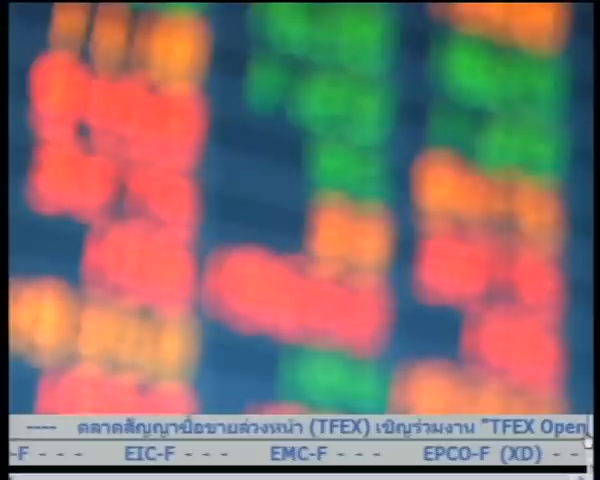 ---- ตลาดสัญญาซื้อขายล่วงหน้า (TFEX) เชิญร่วมงาน "TFEX Open
-F - - - EIC-F - - - EMC-F - - - EPCO-F (XD) - -